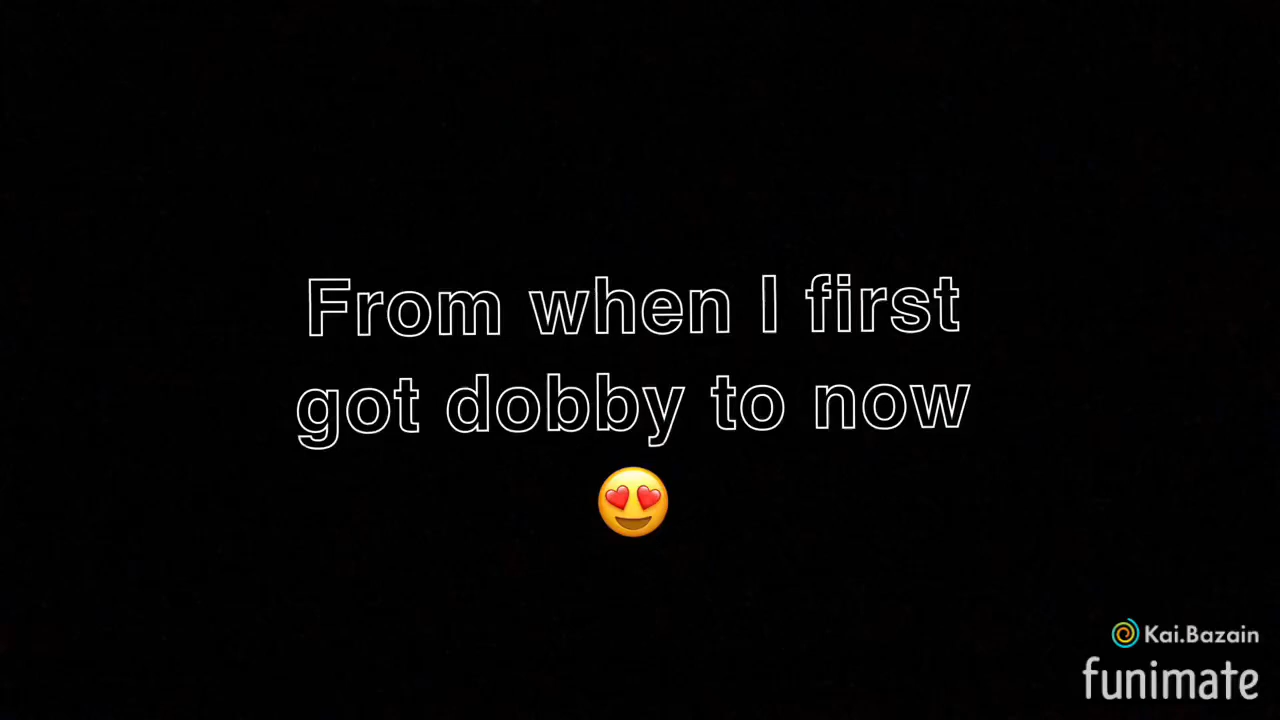 From when I first
got dobby to now
😍
Kai.Bazain
funimate